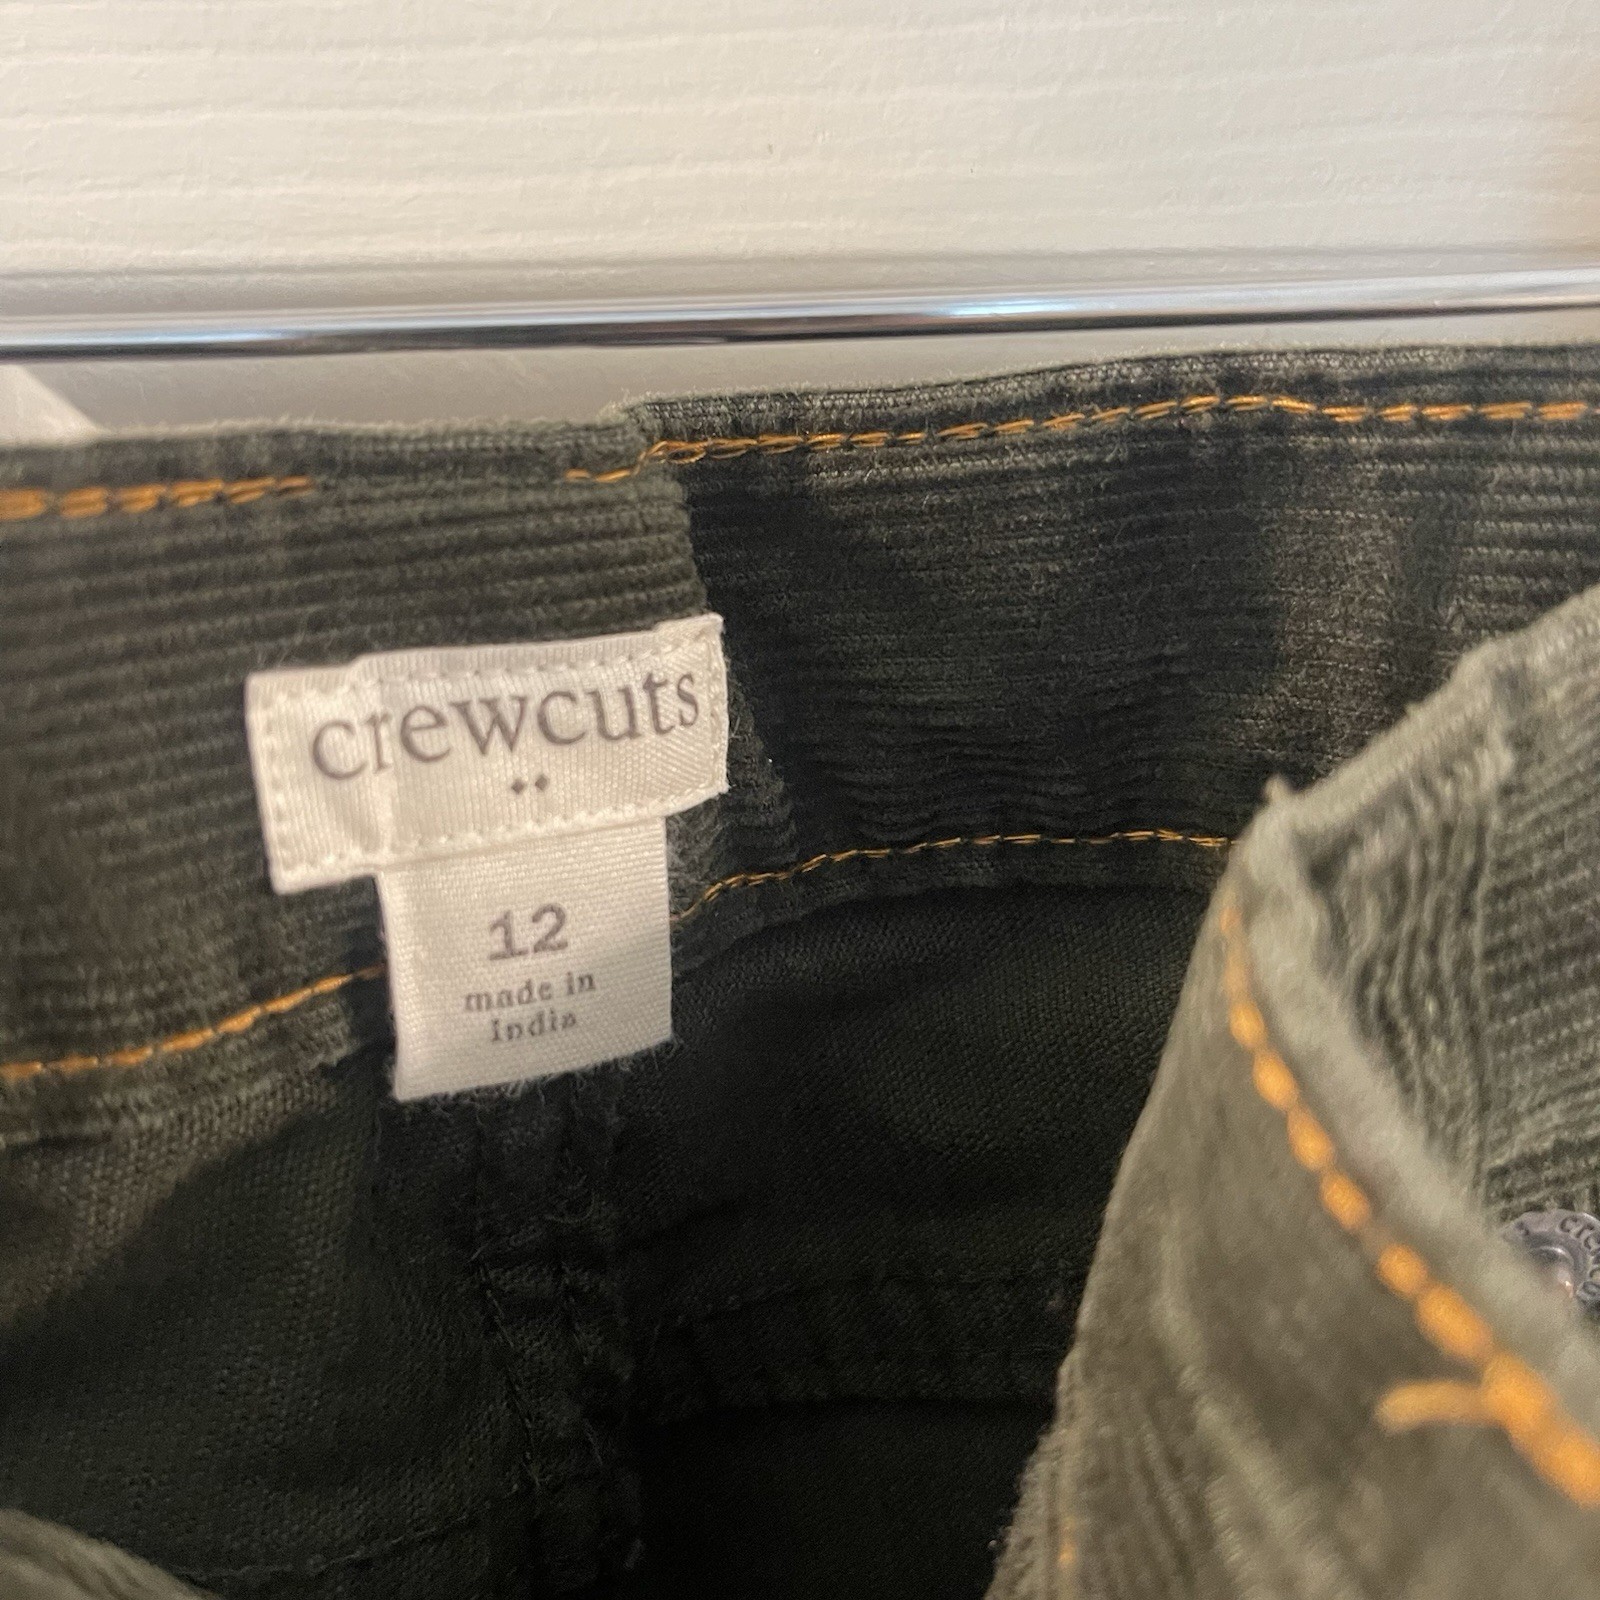 crewcuts
12
made in
India